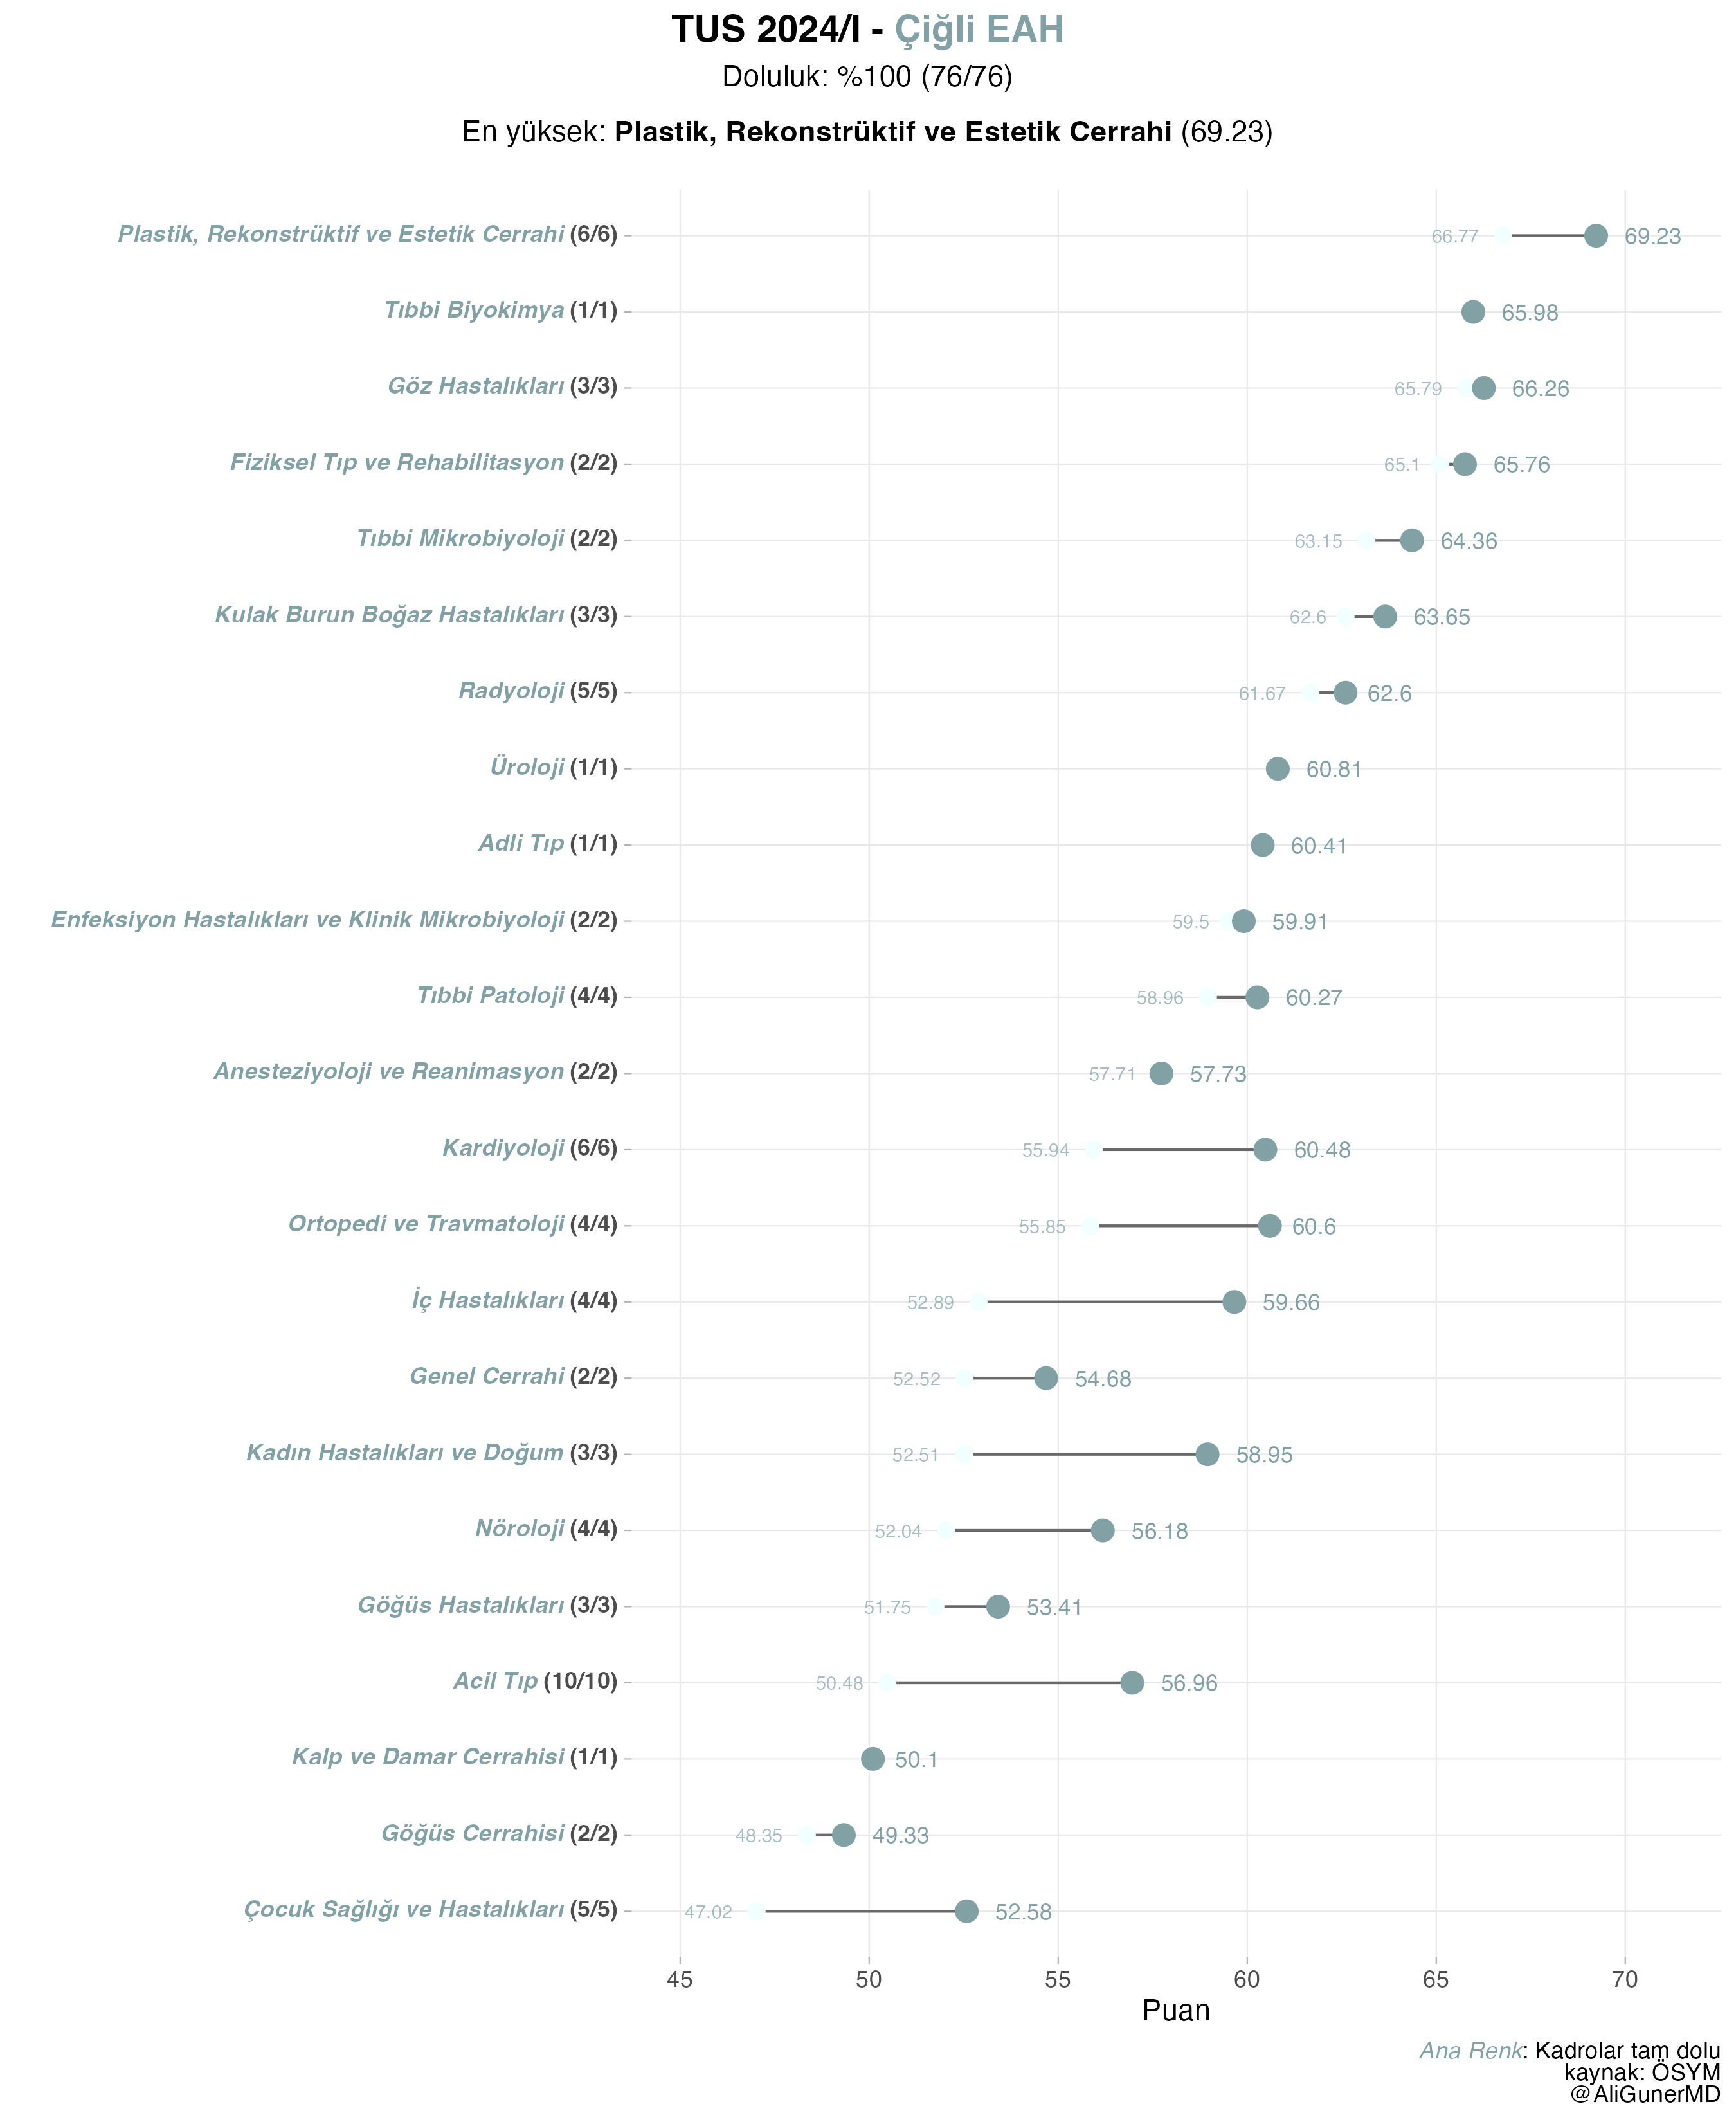 TUS 2024/I - Çiğli EAH
Doluluk: %100 (76/76)
En yüksek: Plastik, Rekonstrüktif ve Estetik Cerrahi (69.23)
Plastik, Rekonstrüktif ve Estetik Cerrahi (6/6) 66.77 69.23
Tıbbi Biyokimya (1/1) 65.98
Göz Hastalıkları (3/3) 65.79 66.26
Fiziksel Tıp ve Rehabilitasyon (2/2) 65.1 65.76
Tıbbi Mikrobiyoloji (2/2) 63.15 64.36
Kulak Burun Boğaz Hastalıkları (3/3) 62.6 63.65
Radyoloji (5/5) 61.67 62.6
Üroloji (1/1) 60.81
Adli Tıp (1/1) 60.41
Enfeksiyon Hastalıkları ve Klinik Mikrobiyoloji (2/2) 59.5 59.91
Tıbbi Patoloji (4/4) 58.96 60.27
Anesteziyoloji ve Reanimasyon (2/2) 57.71 57.73
Kardiyoloji (6/6) 55.94 60.48
Ortopedi ve Travmatoloji (4/4) 55.85 60.6
İç Hastalıkları (4/4) 52.89 59.66
Genel Cerrahi (2/2) 52.52 54.68
Kadın Hastalıkları ve Doğum (3/3) 52.51 58.95
Nöroloji (4/4) 52.04 56.18
Göğüs Hastalıkları (3/3) 51.75 53.41
Acil Tıp (10/10) 50.48 56.96
Kalp ve Damar Cerrahisi (1/1) 50.1
Göğüs Cerrahisi (2/2) 48.35 49.33
Çocuk Sağlığı ve Hastalıkları (5/5) 47.02 52.58
45 50 55 60 65 70
Puan
Ana Renk: Kadrolar tam dolu
kaynak: ÖSYM
@AliGunerMD